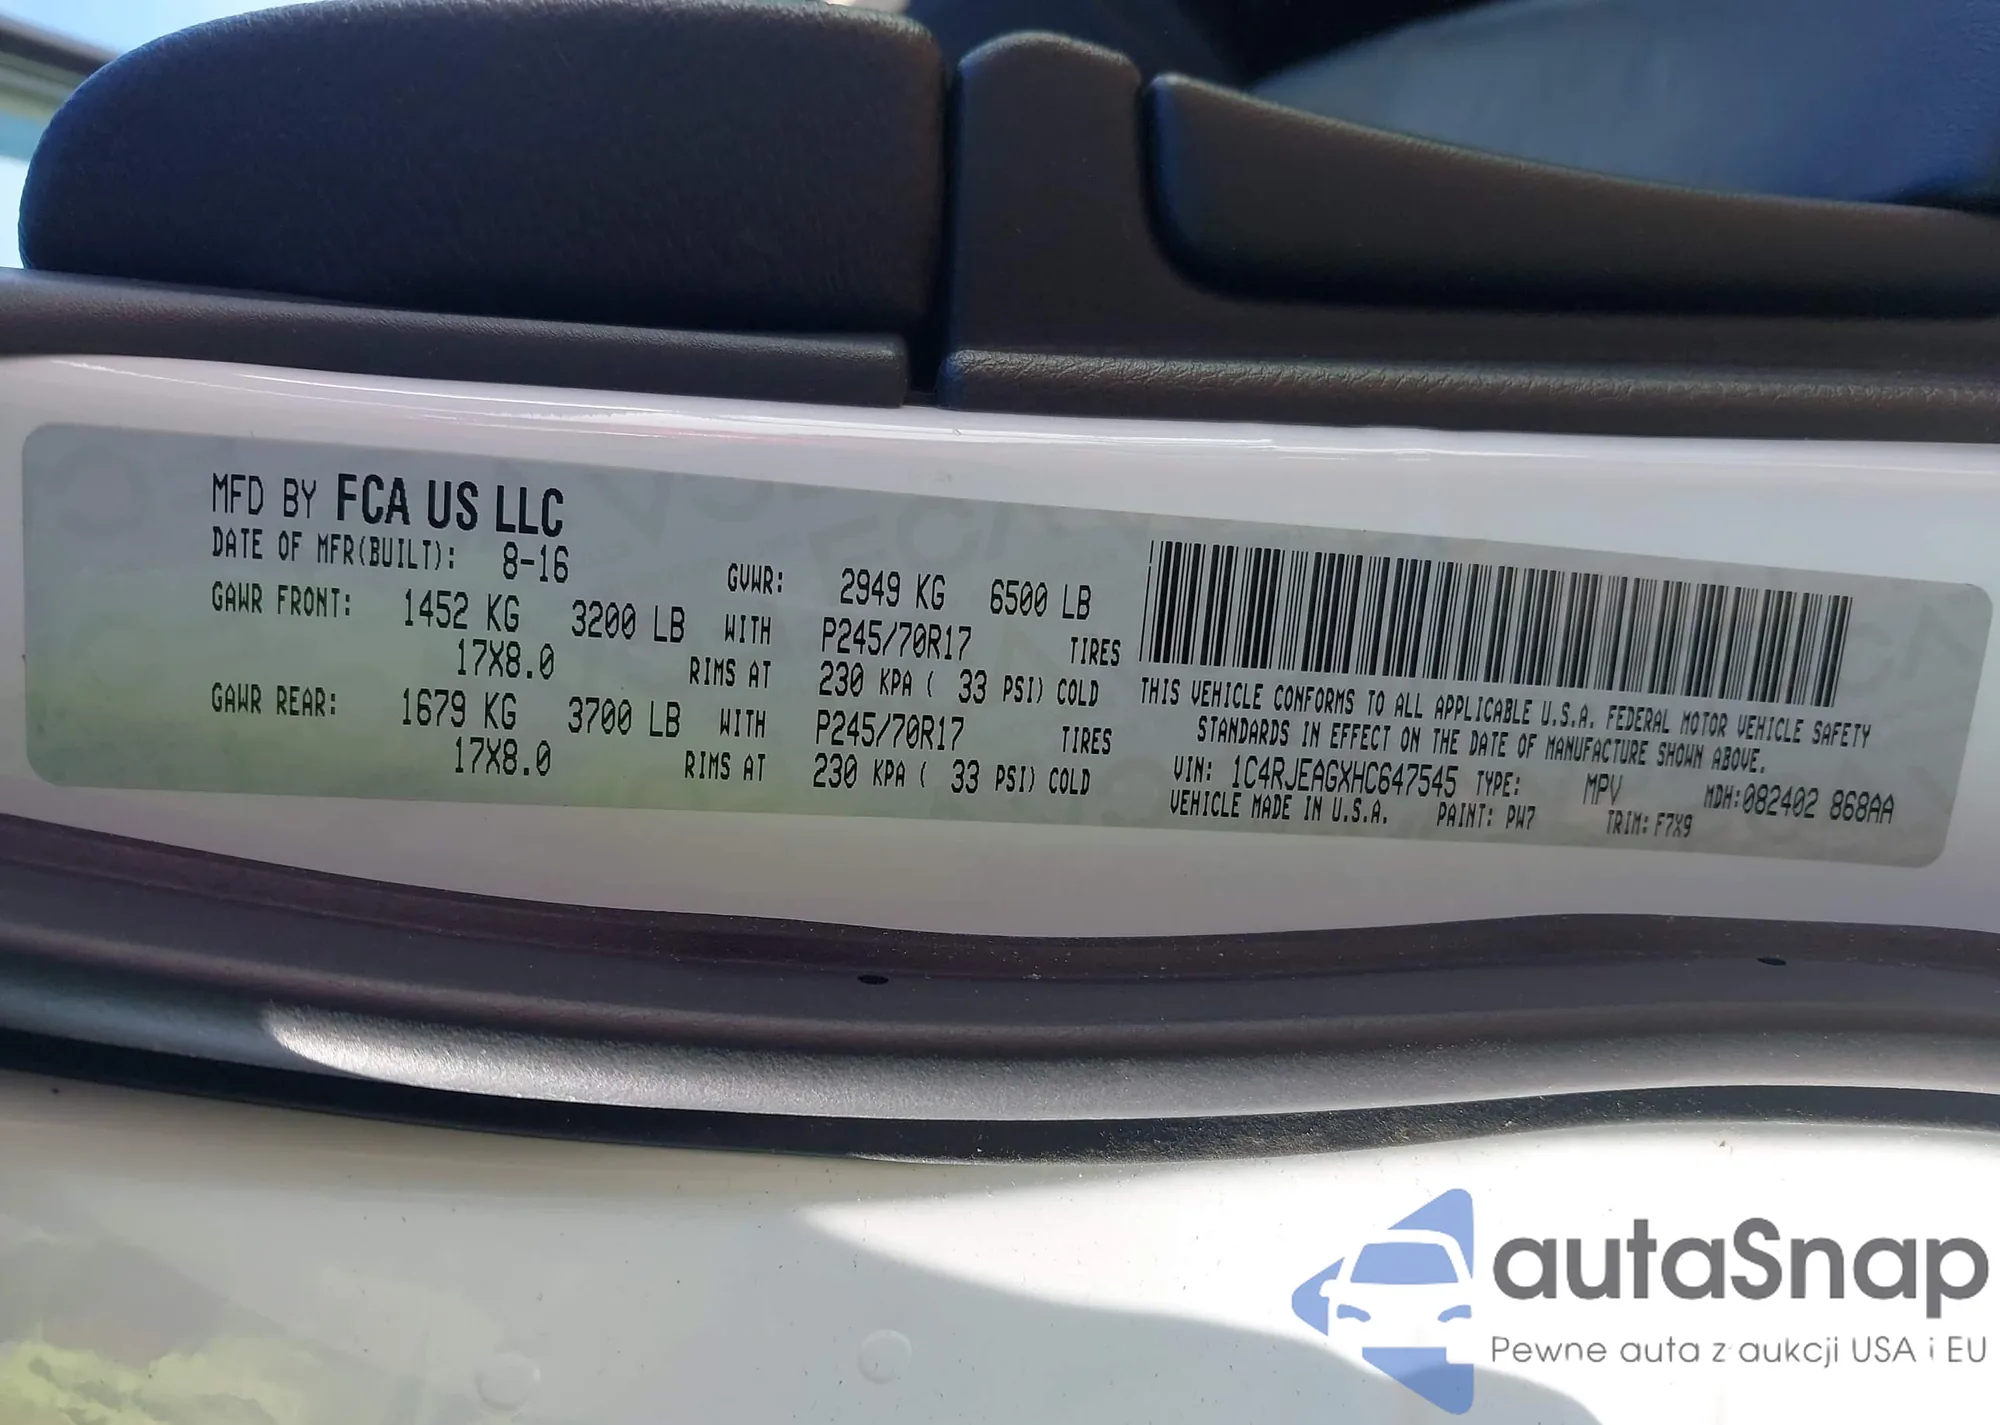 MFD BY FCA US LLC
DATE OF MFR(BUILT): 8-16 GVWR: 2949 KG 6500 LB
GAWR FRONT: 1452 KG 3200 LB WITH P245/70R17 TIRES
17X8.0 RIMS AT 230 KPA ( 33 PSI) COLD
GAWR REAR: 1679 KG 3700 LB WITH P245/70R17 TIRES
17X8.0 RIMS AT 230 KPA ( 33 PSI) COLD
THIS VEHICLE CONFORMS TO ALL APPLICABLE U.S.A. FEDERAL MOTOR VEHICLE SAFETY
STANDARDS IN EFFECT ON THE DATE OF MANUFACTURE SHOWN ABOVE.
VIN: 1C4RJEAGXHC647545 TYPE: MPV MDH:082402 868AA
VEHICLE MADE IN U.S.A. PAINT: PW7 TRIM: F7X9
autaSnap
Pewne auta z aukcji USA i EU